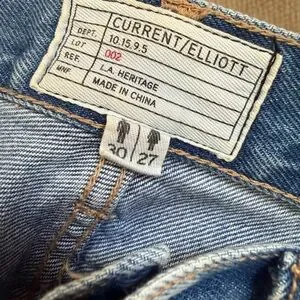 CURRENT/ELLIOTT
DEPT. 10.15.9.5
LOT 002
REF. L.A. HERITAGE
MNF. MADE IN CHINA
30 27